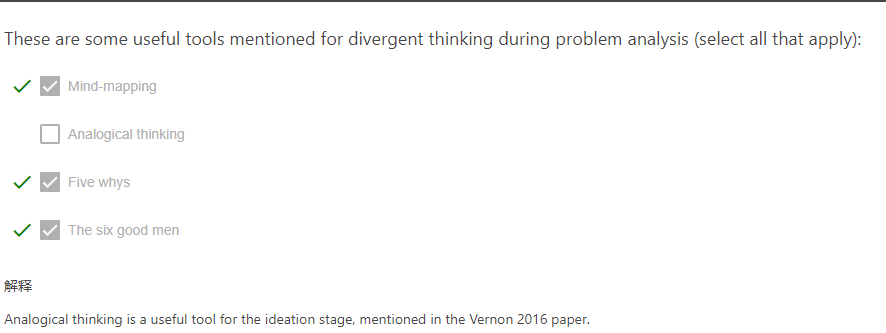 These are some useful tools mentioned for divergent thinking during problem analysis (select all that apply):
Mind-mapping
Analogical thinking
Five whys
The six good men
解释
Analogical thinking is a useful tool for the ideation stage, mentioned in the Vernon 2016 paper.